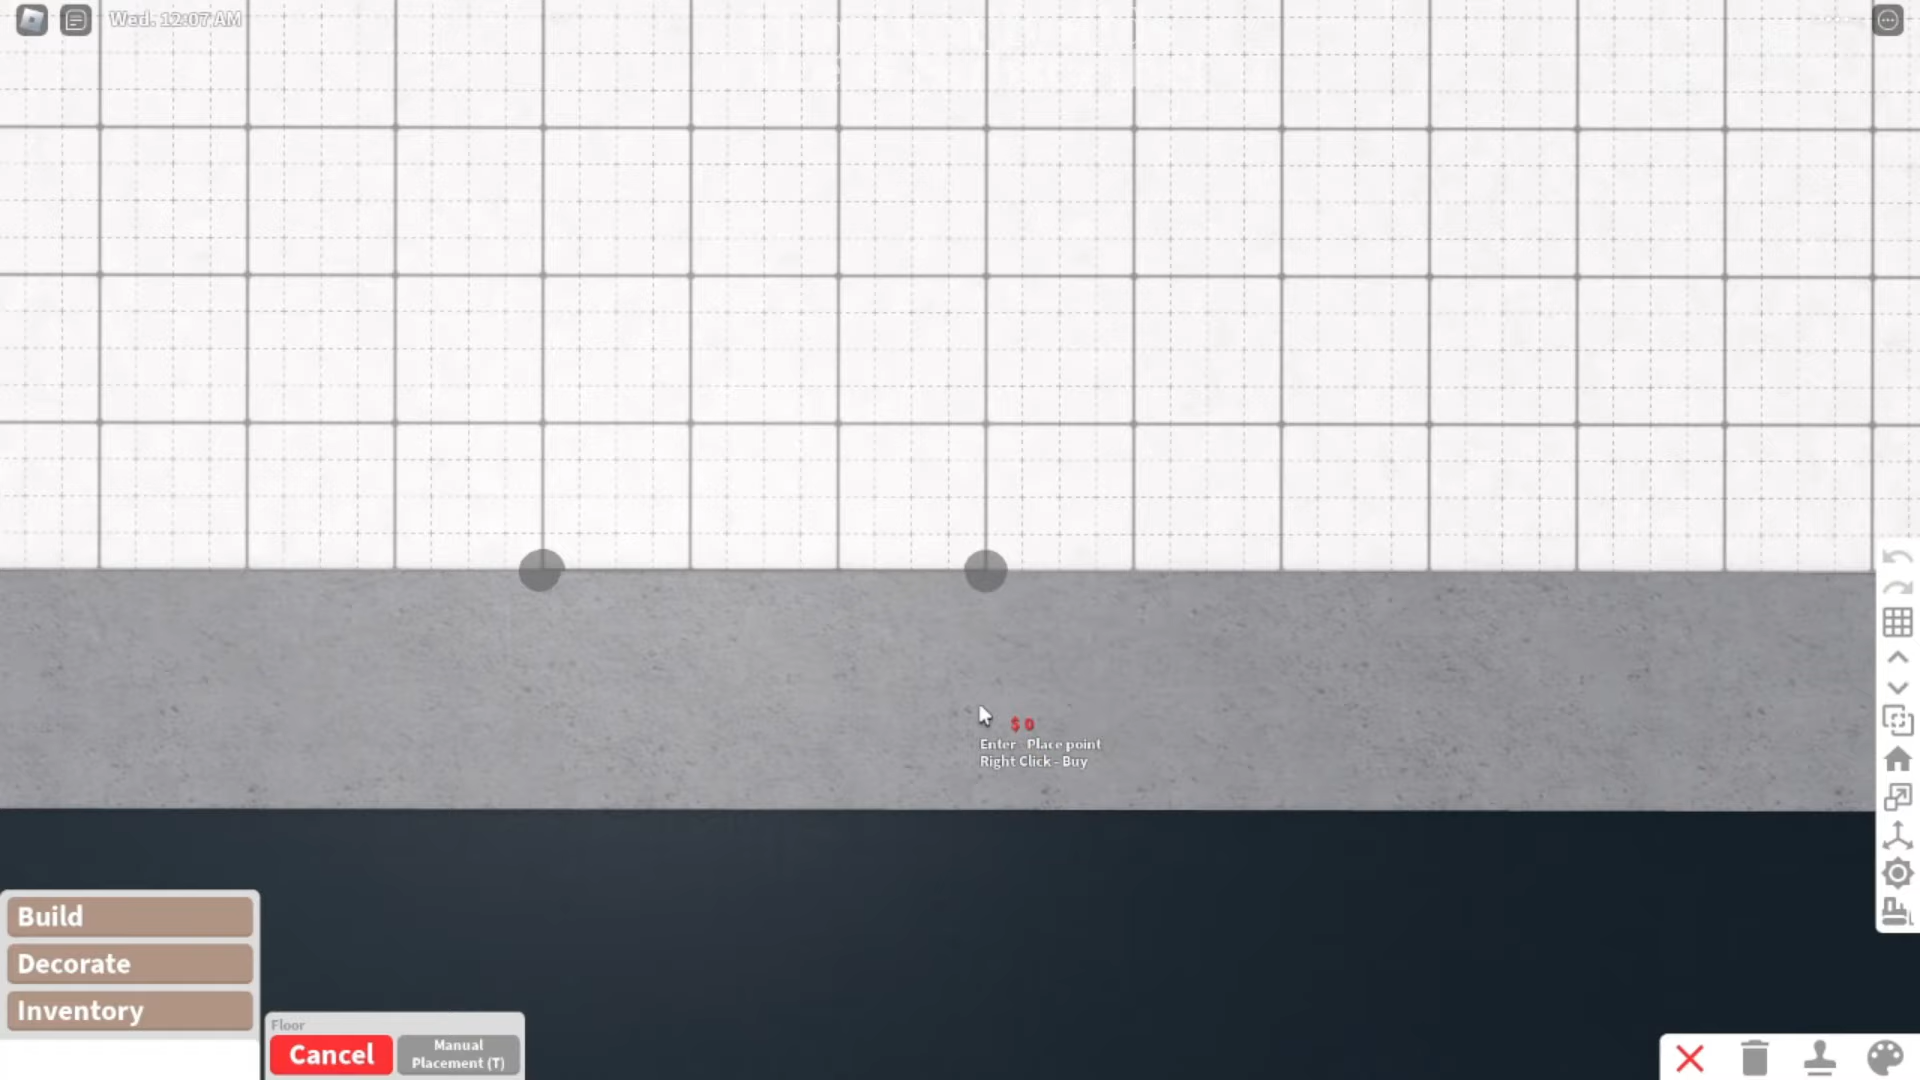 Wed. 12:07 AM
$ 0
Enter - Place point
Right Click - Buy
Build
Decorate
Inventory
Floor
Cancel
Manual
Placement (T)